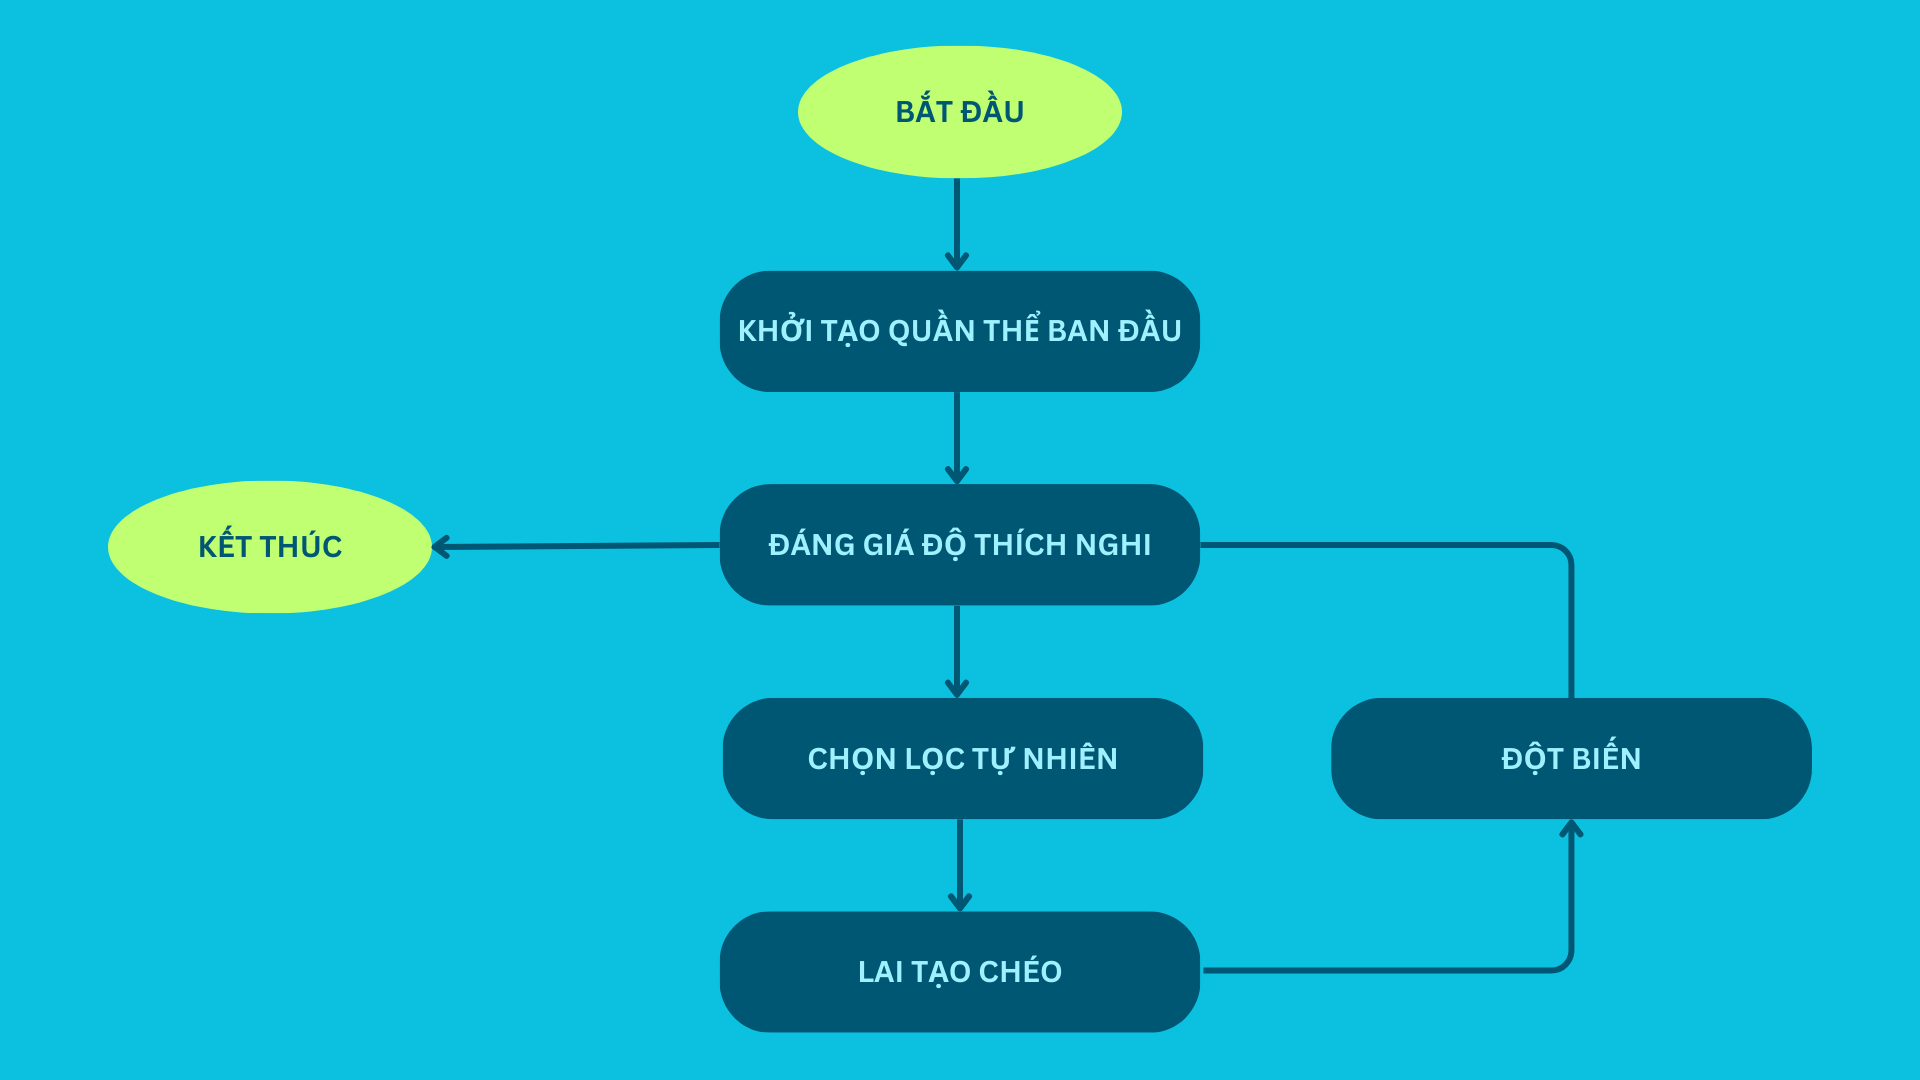 BẮT ĐẦU
KHỞI TẠO QUẦN THỂ BAN ĐẦU
KẾT THÚC
ĐÁNG GIÁ ĐỘ THÍCH NGHI
CHỌN LỌC TỰ NHIÊN
ĐỘT BIẾN
LAI TẠO CHÉO